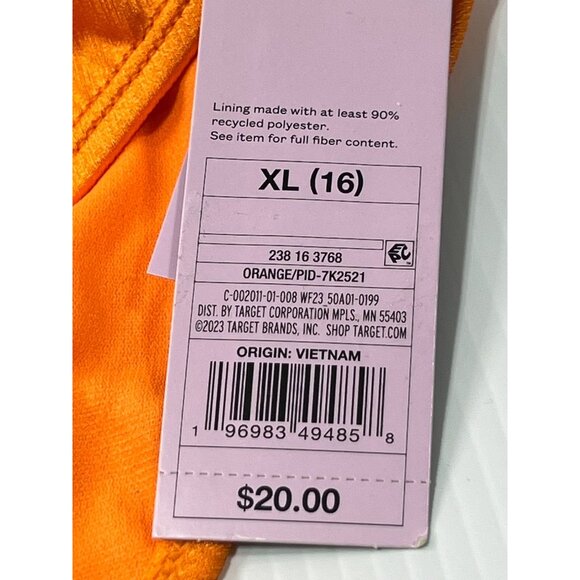 Lining made with at least 90%
recycled polyester.
See item for full fiber content.
XL (16)
238 16 3768
ORANGE/PID-7K2521
C-002011-01-008 WF23_50A01-0199
DIST. BY TARGET CORPORATION MPLS., MN 55403
©2023 TARGET BRANDS, INC. SHOP TARGET.COM
ORIGIN: VIETNAM
1 96983 49485 8
$20.00